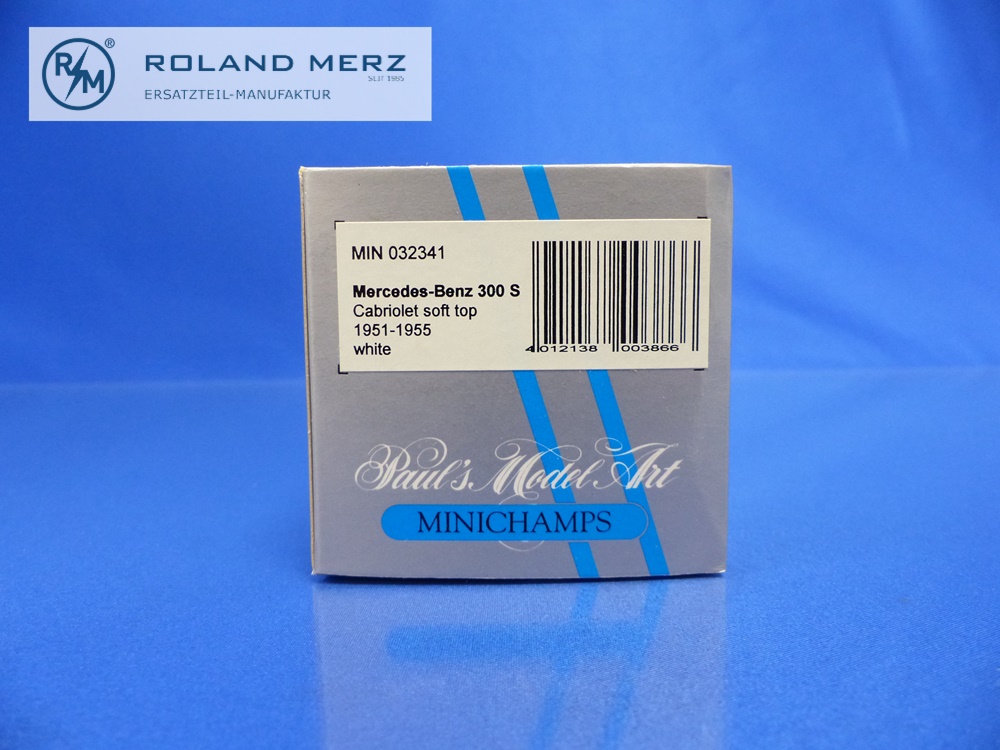 RM®
ROLAND MERZ
SEIT 1985
ERSATZTEIL-MANUFAKTUR
MIN 032341
Mercedes-Benz 300 S
Cabriolet soft top
1951-1955
white
4 012138 003866
Paul's Model Art
MINICHAMPS